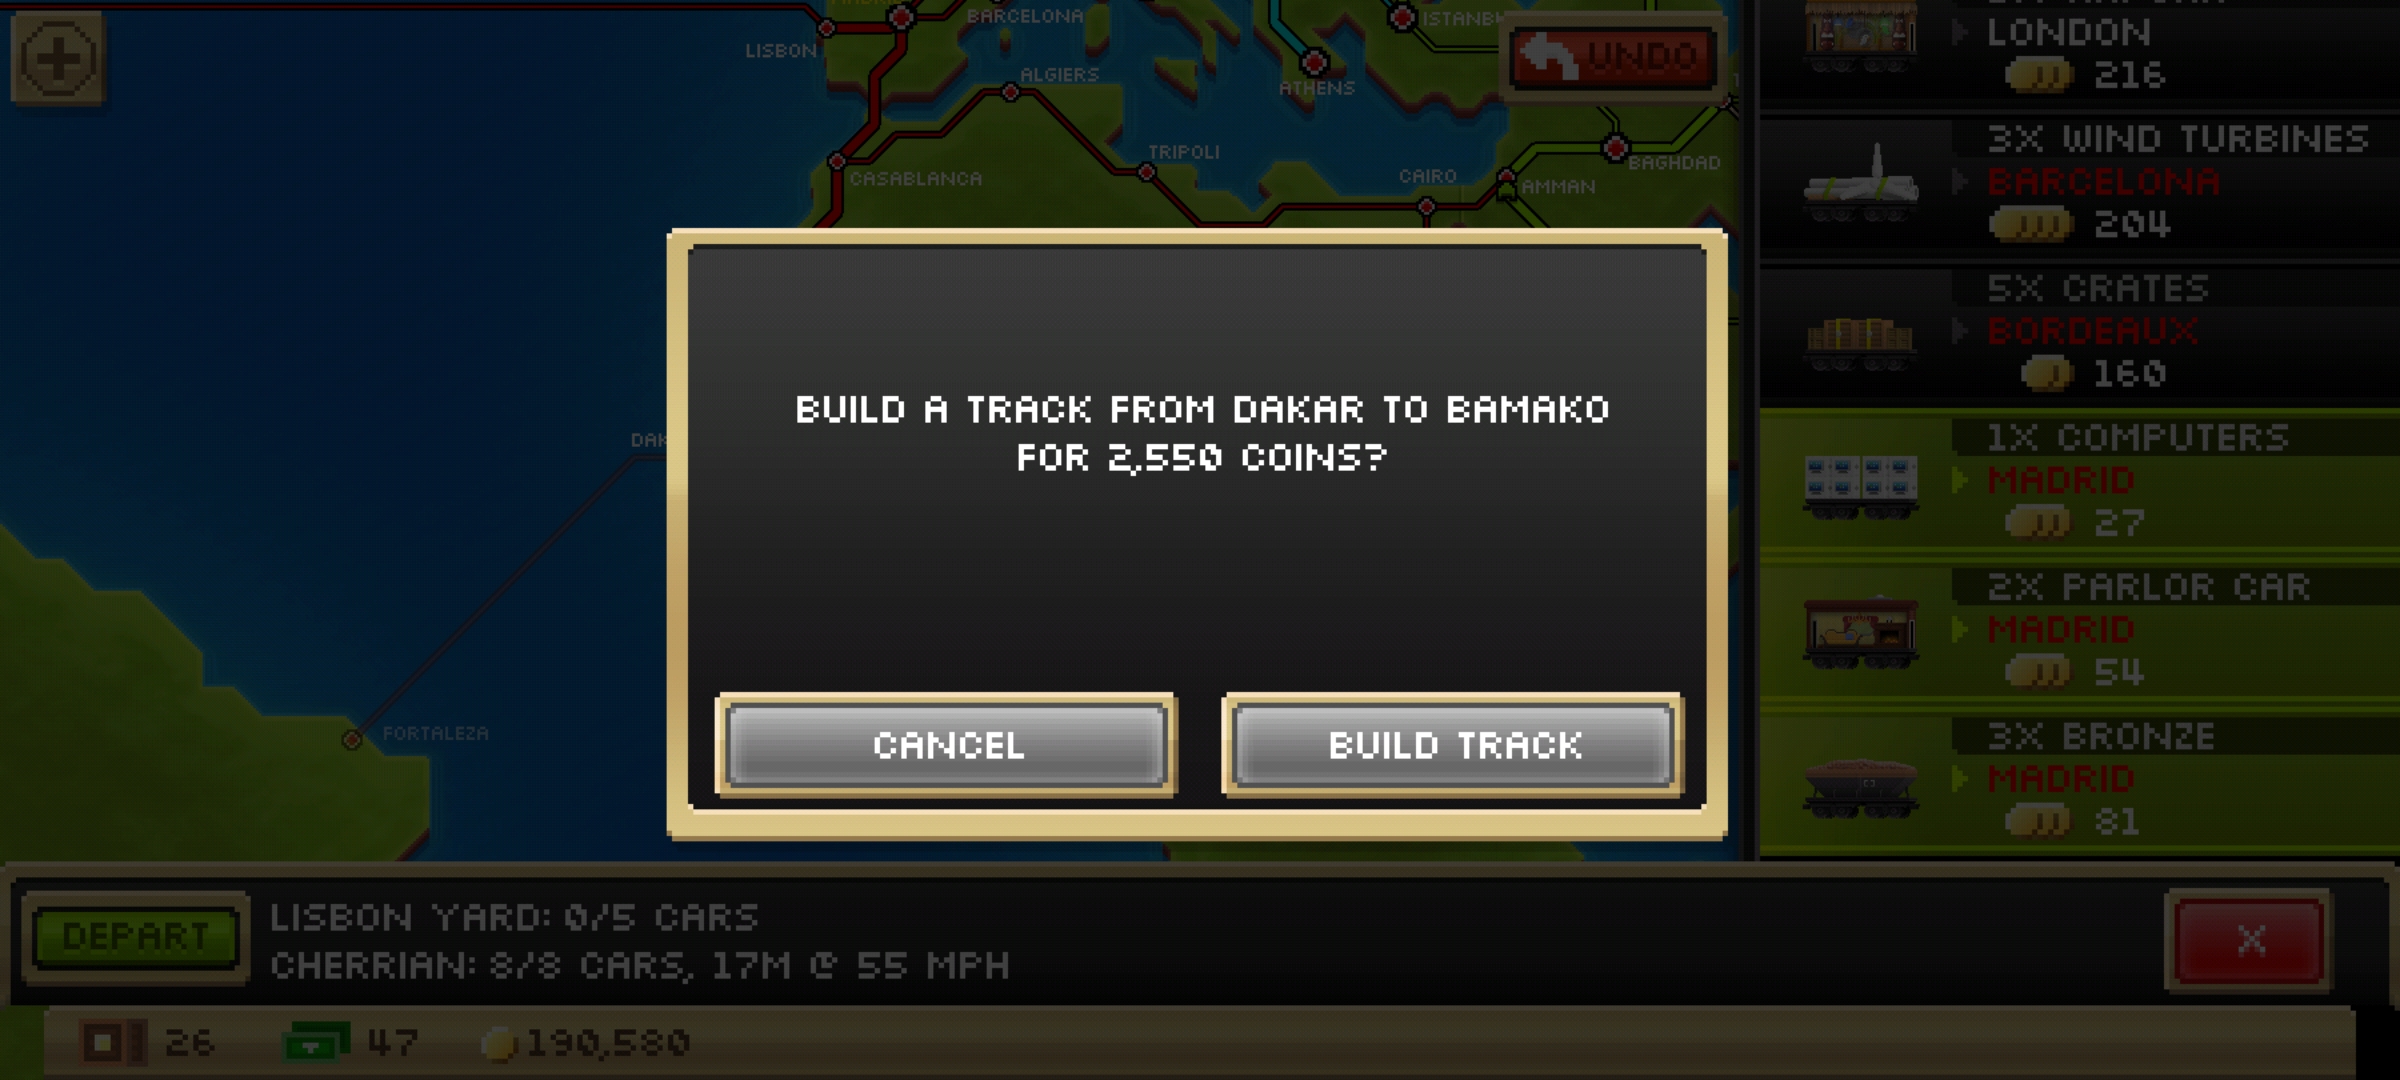 BARCELONA
ISTANB
LISBON
UNDO
ALGIERS
ATHENS
TRIPOLI
CASABLANCA
CAIRO
AMMAN
BAGHDAD
DAK
FORTALEZA
BUILD A TRACK FROM DAKAR TO BAMAKO
FOR 2,550 COINS?
CANCEL
BUILD TRACK
LONDON
216
3X WIND TURBINES
BARCELONA
204
5X CRATES
BORDEAUX
160
1X COMPUTERS
MADRID
27
2X PARLOR CAR
MADRID
54
3X BRONZE
MADRID
81
DEPART
LISBON YARD: 0/5 CARS
CHERRIAN: 8/8 CARS, 17M @ 55 MPH
X
26 47 190,580